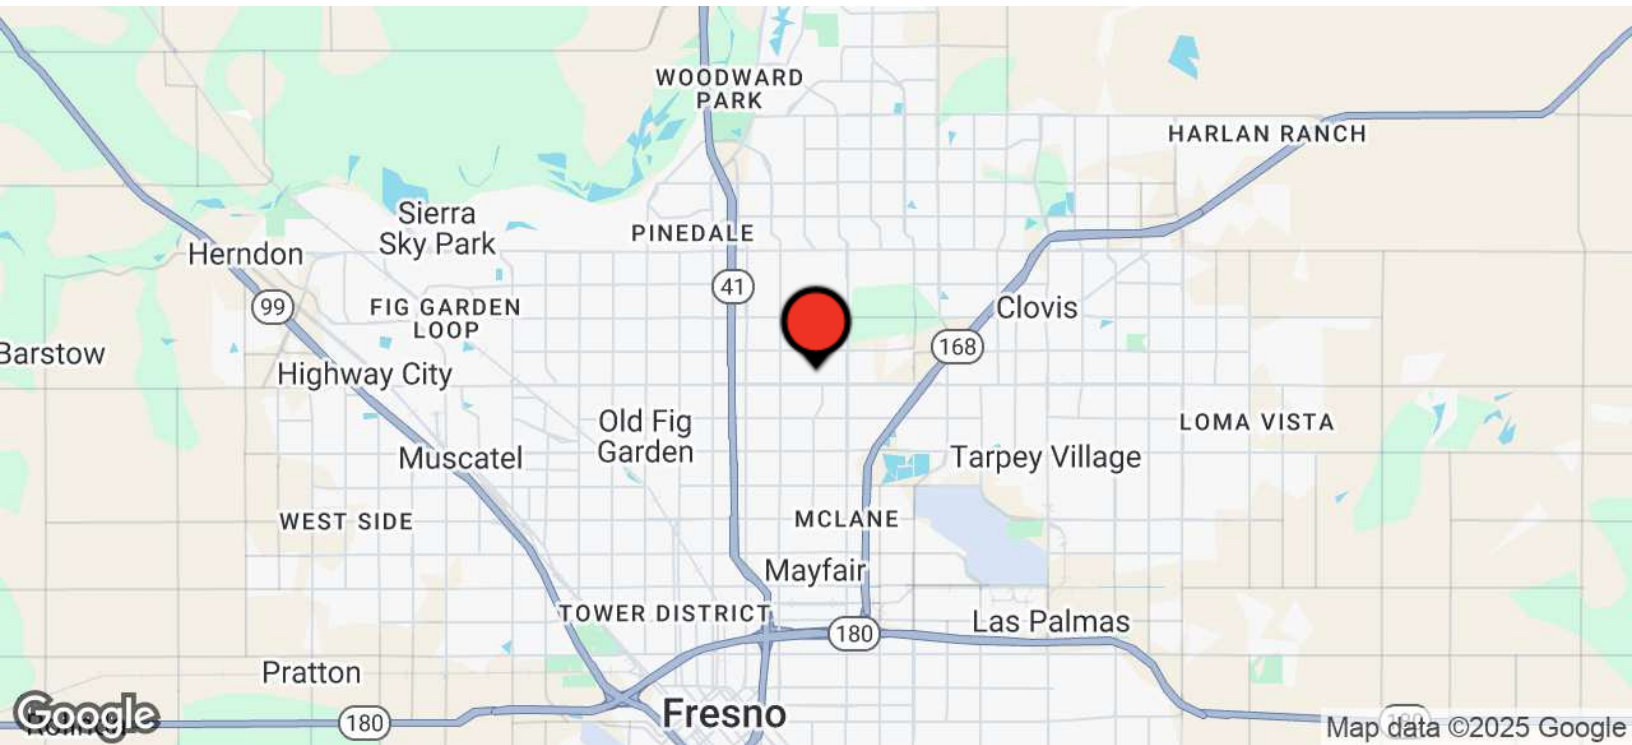 WOODWARD
PARK
HARLAN RANCH
Sierra
Sky Park
PINEDALE
Herndon
41
99
FIG GARDEN
LOOP
Clovis
168
Barstow
Highway City
Old Fig
Garden
LOMA VISTA
Muscatel
Tarpey Village
WEST SIDE
MCLANE
Mayfair
TOWER DISTRICT
180
Las Palmas
Pratton
Fresno
Google
180
Map data ©2025 Google